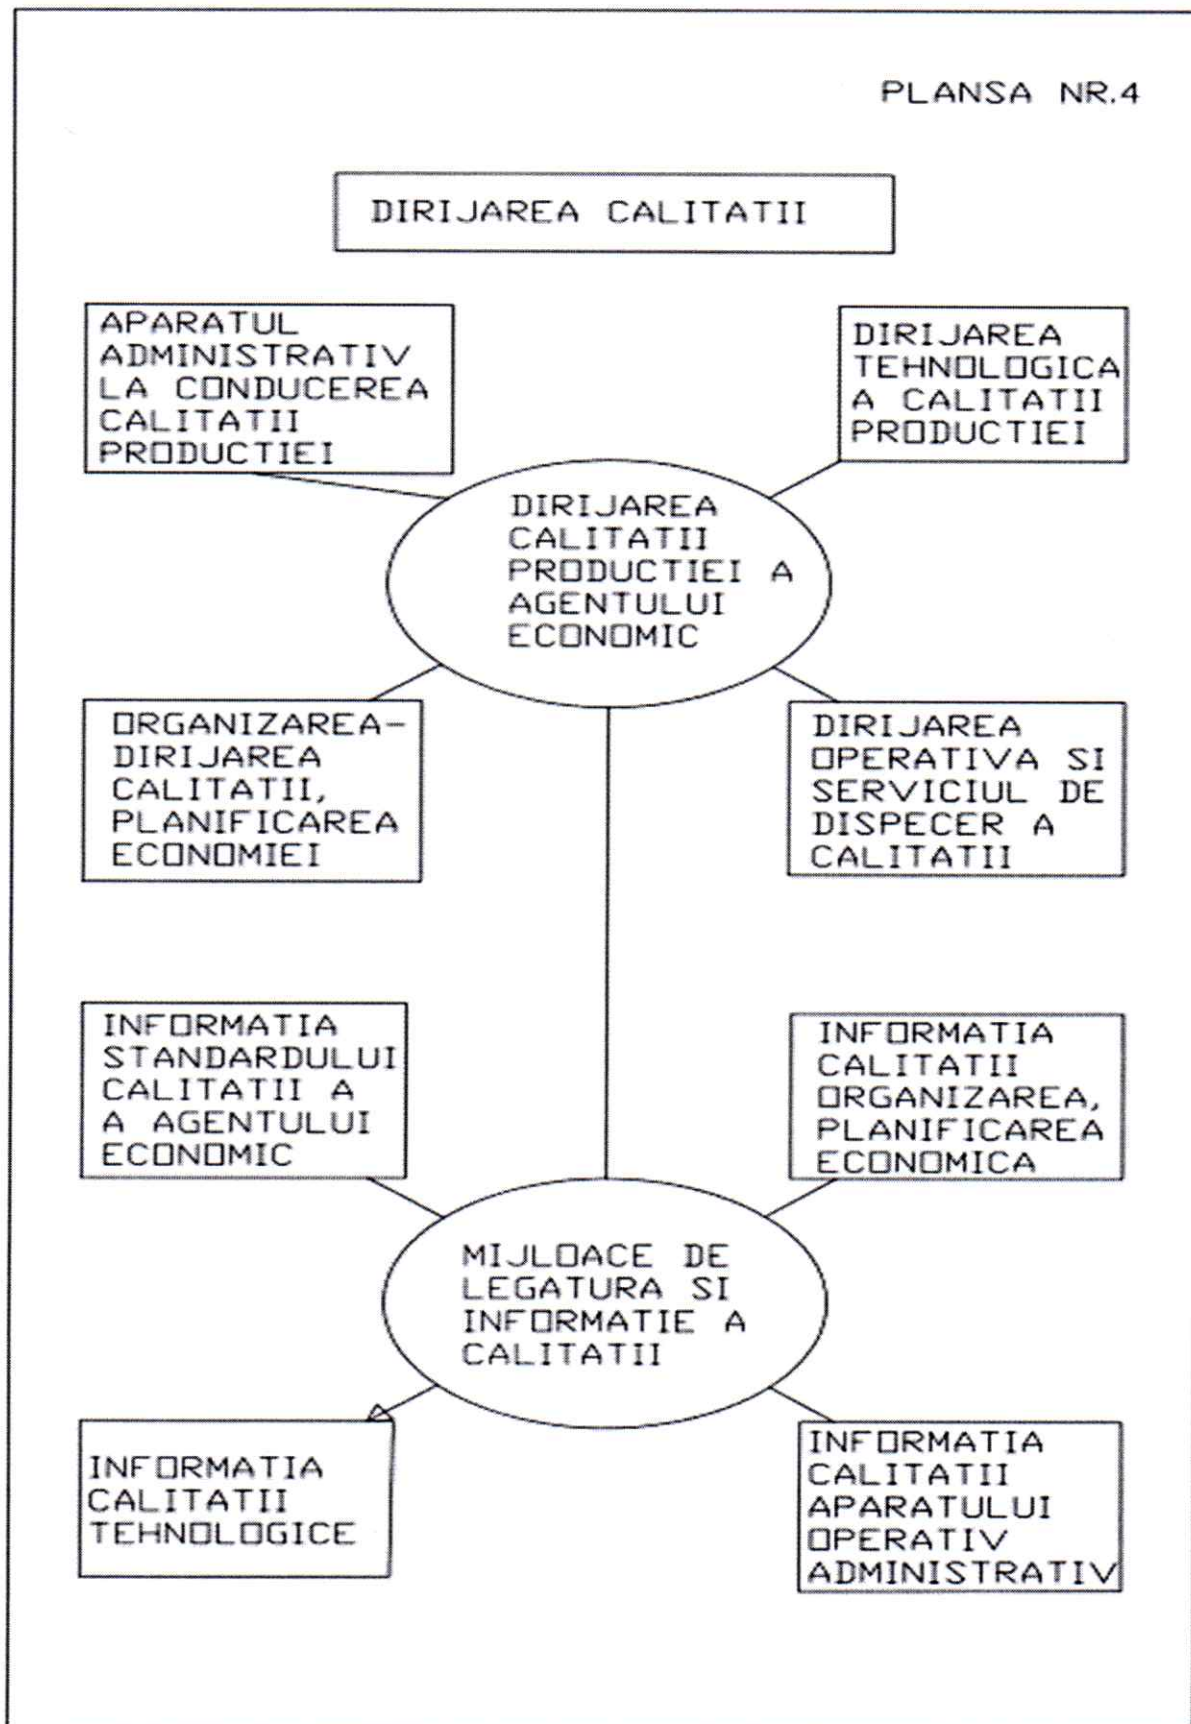 PLANSA NR.4
DIRIJAREA CALITATII
APARATUL
ADMINISTRATIV
LA CONDUCEREA
CALITATII
PRODUCTIEI
DIRIJAREA
TEHNOLOGICA
A CALITATII
PRODUCTIEI
DIRIJAREA
CALITATII
PRODUCTIEI A
AGENTULUI
ECONOMIC
ORGANIZAREA-
DIRIJAREA
CALITATII,
PLANIFICAREA
ECONOMIEI
DIRIJAREA
OPERATIVA SI
SERVICIUL DE
DISPECER A
CALITATII
INFORMATIA
STANDARDULUI
CALITATII A
A AGENTULUI
ECONOMIC
INFORMATIA
CALITATII
ORGANIZAREA,
PLANIFICAREA
ECONOMICA
MIJLOACE DE
LEGATURA SI
INFORMATIE A
CALITATII
INFORMATIA
CALITATII
TEHNOLOGICE
INFORMATIA
CALITATII
APARATULUI
OPERATIV
ADMINISTRATIV